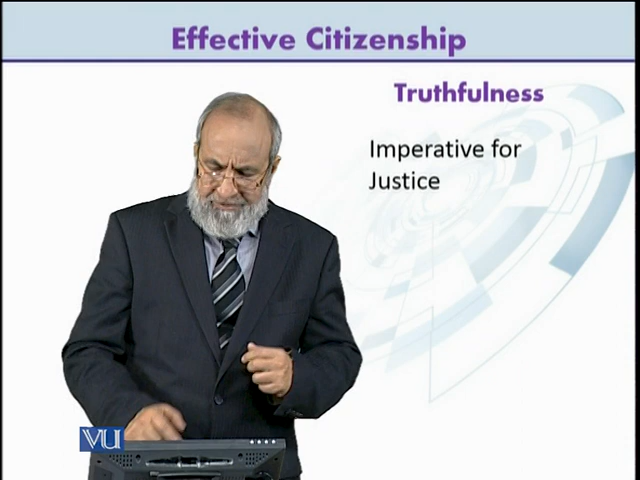 Effective Citizenship
Truthfulness
Imperative for
Justice
VU